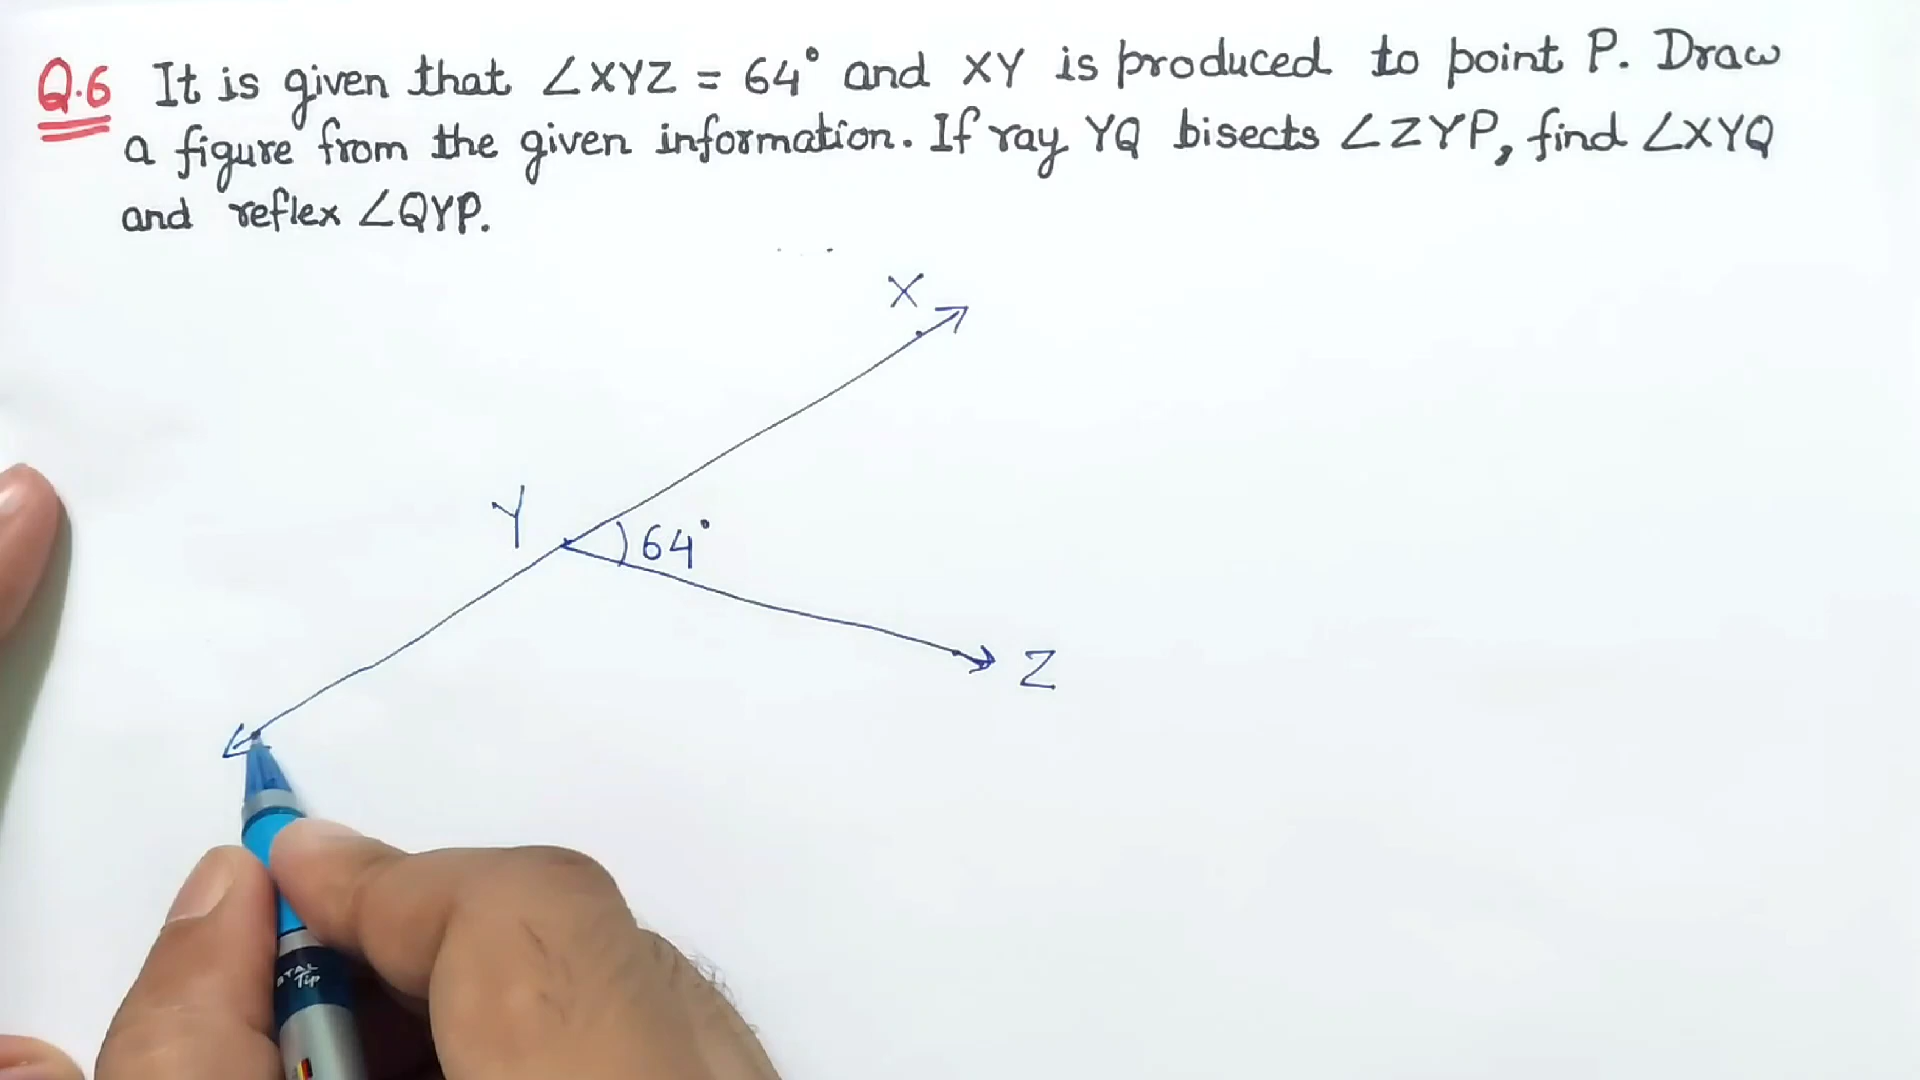 Q.6 It is given that ∠XYZ = 64° and XY is produced to point P. Draw
a figure from the given information. If ray YQ bisects ∠ZYP, find ∠XYQ
and reflex ∠QYP.
X
Y
64°
Z
Tip